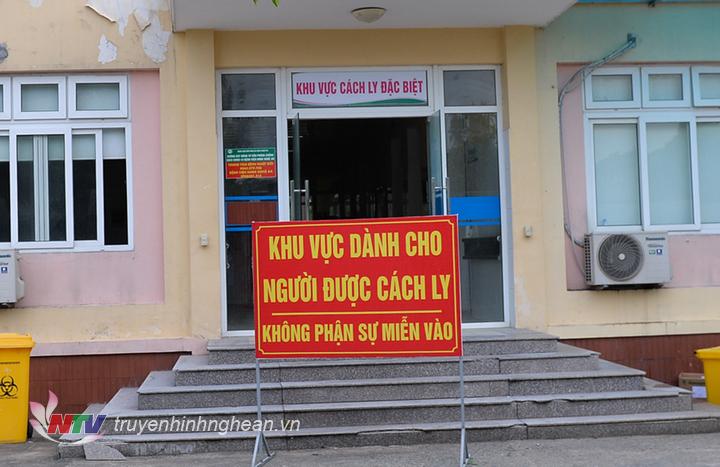 KHU VỰC CÁCH LY ĐẶC BIỆT
KHU VỰC DÀNH CHO
NGƯỜI ĐƯỢC CÁCH LY
KHÔNG PHẬN SỰ MIỄN VÀO
NTV
truyenhinhnghean.vn